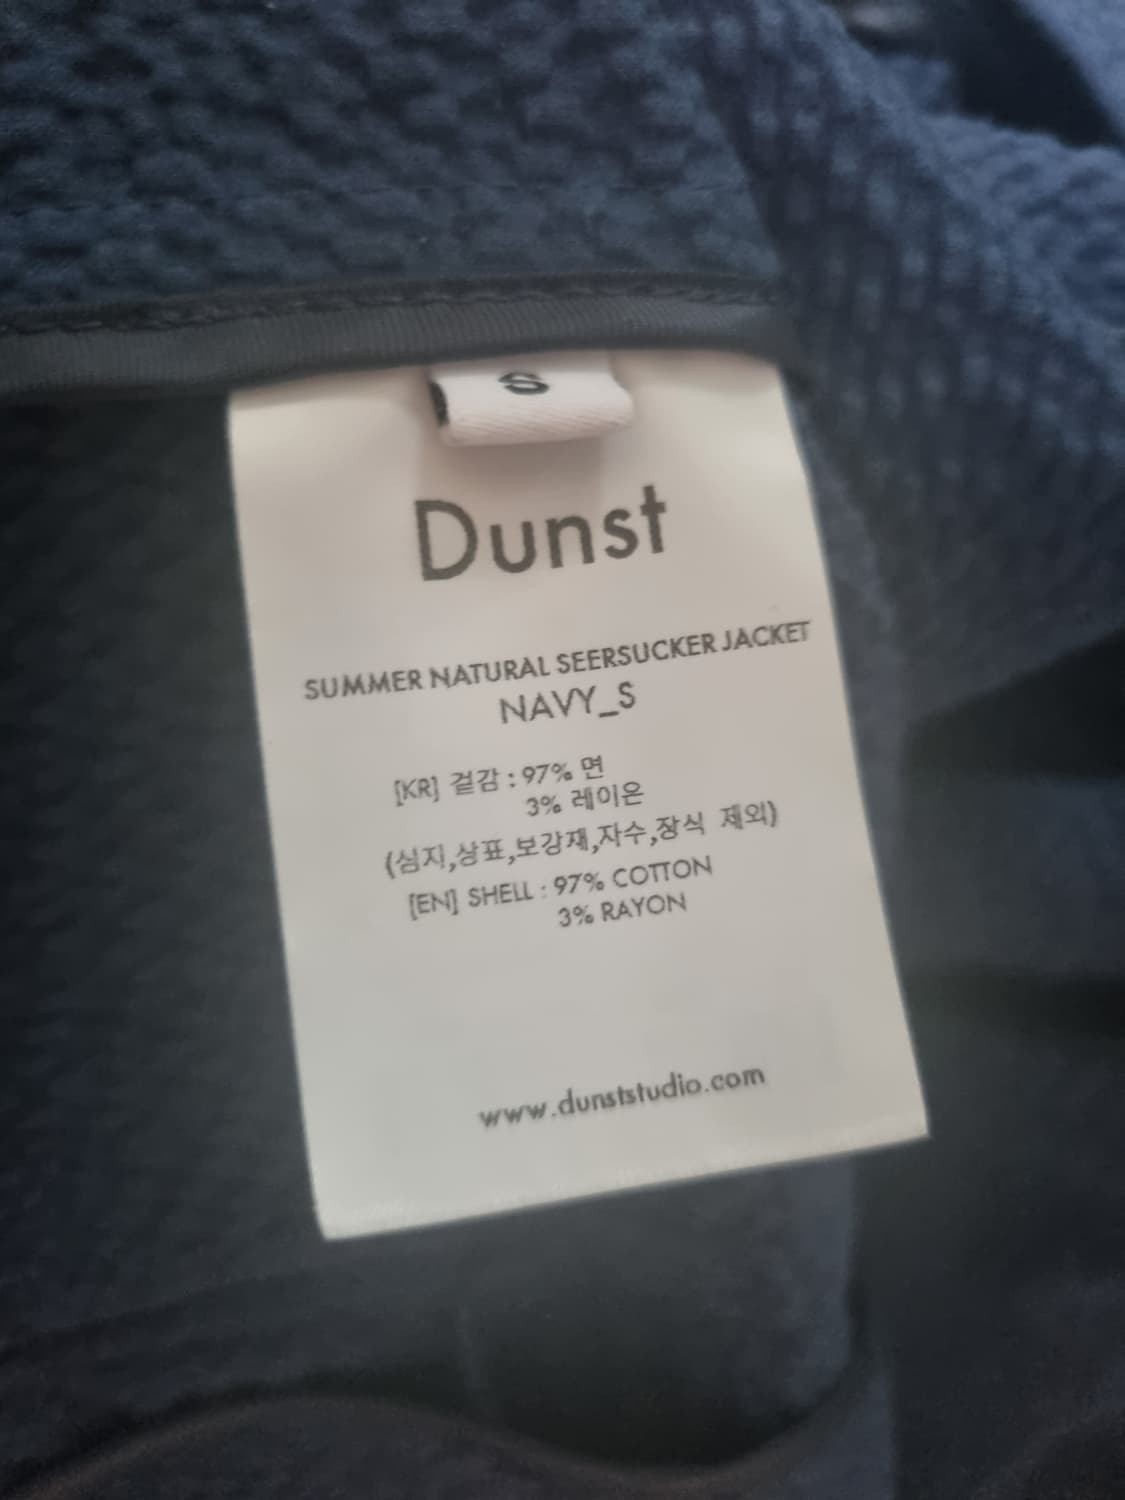 S
Dunst
SUMMER NATURAL SEERSUCKER JACKET
NAVY_S
[KR] 겉감 : 97% 면
3% 레이온
(심지,상표,보강재,자수,장식 제외)
[EN] SHELL : 97% COTTON
3% RAYON
www.dunststudio.com